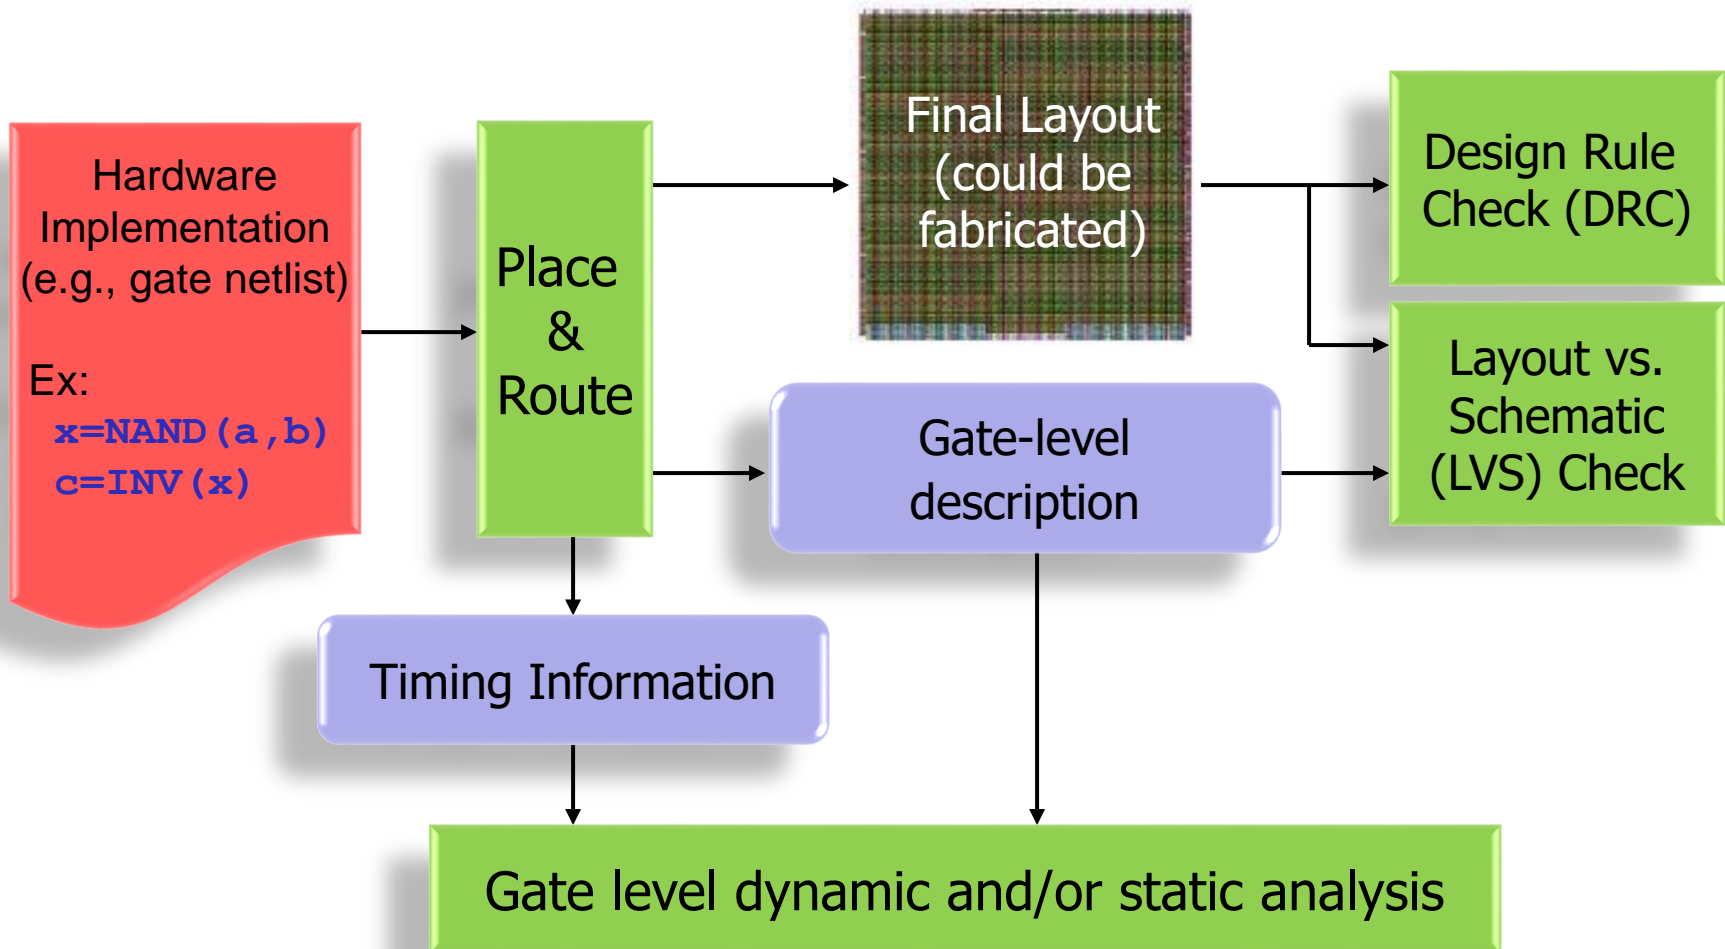 Hardware
Implementation
(e.g., gate netlist)
Ex:
x=NAND(a,b)
c=INV(x)
Place
&
Route
Final Layout
(could be
fabricated)
Design Rule
Check (DRC)
Layout vs.
Schematic
(LVS) Check
Gate-level
description
Timing Information
Gate level dynamic and/or static analysis